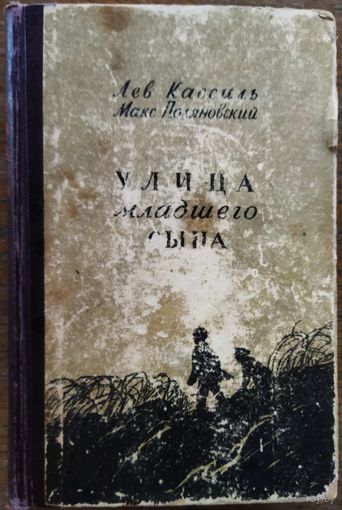 Лев Кассиль
Макс Поляновский
УЛИЦА
младшего
СЫНА